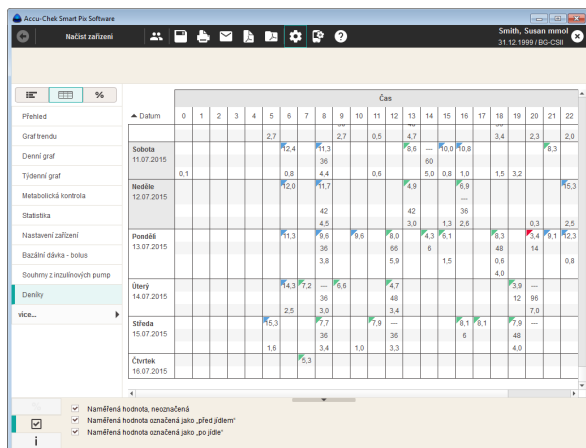 Accu-Chek Smart Pix Software
Načíst zařízení
Smith, Susan mmol
31.12.1999 / BG-CSII
%
Přehled
Graf trendu
Denní graf
Týdenní graf
Metabolická kontrola
Statistika
Nastavení zařízení
Bazální dávka - bolus
Souhrny z inzulínových pump
Deníky
více...
Čas
Datum 0 1 2 3 4 5 6 7 8 9 10 11 12 13 14 15 16 17 18 19 20 21 22
2,7 2,7 0,5 4,7 3,4 2,3 2,0
Sobota 12,4 11,3 8,6 --- 10,0 10,8 8,3
11.07.2015 36 60
0,1 0,8 4,4 0,6 5,0 0,8 1,0 1,5 3,2
Neděle 12,0 11,7 4,9 6,9 15,3
12.07.2015 ---
42 42 36
4,5 3,0 1,3 2,6 0,3 2,5
Pondělí 11,3 9,6 9,6 8,0 4,3 6,1 8,3 3,4 9,1 12,3
13.07.2015 36 66 6 48 14
3,8 5,9 1,5 0,6 0,8
4,0
Úterý 14,3 7,2 --- 6,6 4,7 3,9 ---
14.07.2015 36 48 12 96
2,5 3,0 3,4 7,0
Středa 15,3 7,7 7,9 --- 8,1 8,1 7,9 ---
15.07.2015 36 36 6 48
1,6 3,4 1,0 3,3 4,0
Čtvrtek 5,3
16.07.2015
Naměřená hodnota, neoznačená
Naměřená hodnota označená jako „před jídlem“
Naměřená hodnota označená jako „po jídle“
i